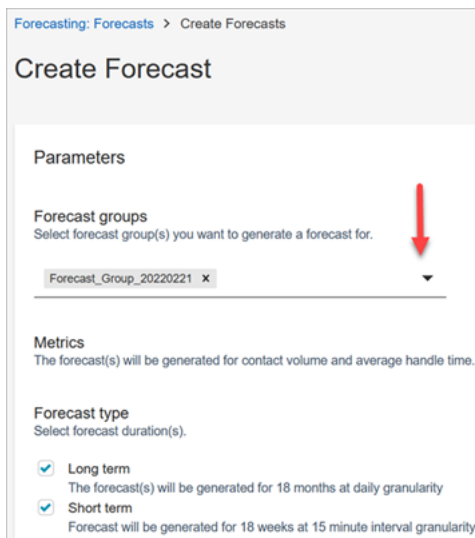 Forecasting: Forecasts > Create Forecasts
Create Forecast
Parameters
Forecast groups
Select forecast group(s) you want to generate a forecast for.
Forecast_Group_20220221 x
Metrics
The forecast(s) will be generated for contact volume and average handle time.
Forecast type
Select forecast duration(s).
Long term
The forecast(s) will be generated for 18 months at daily granularity
Short term
Forecast will be generated for 18 weeks at 15 minute interval granularity